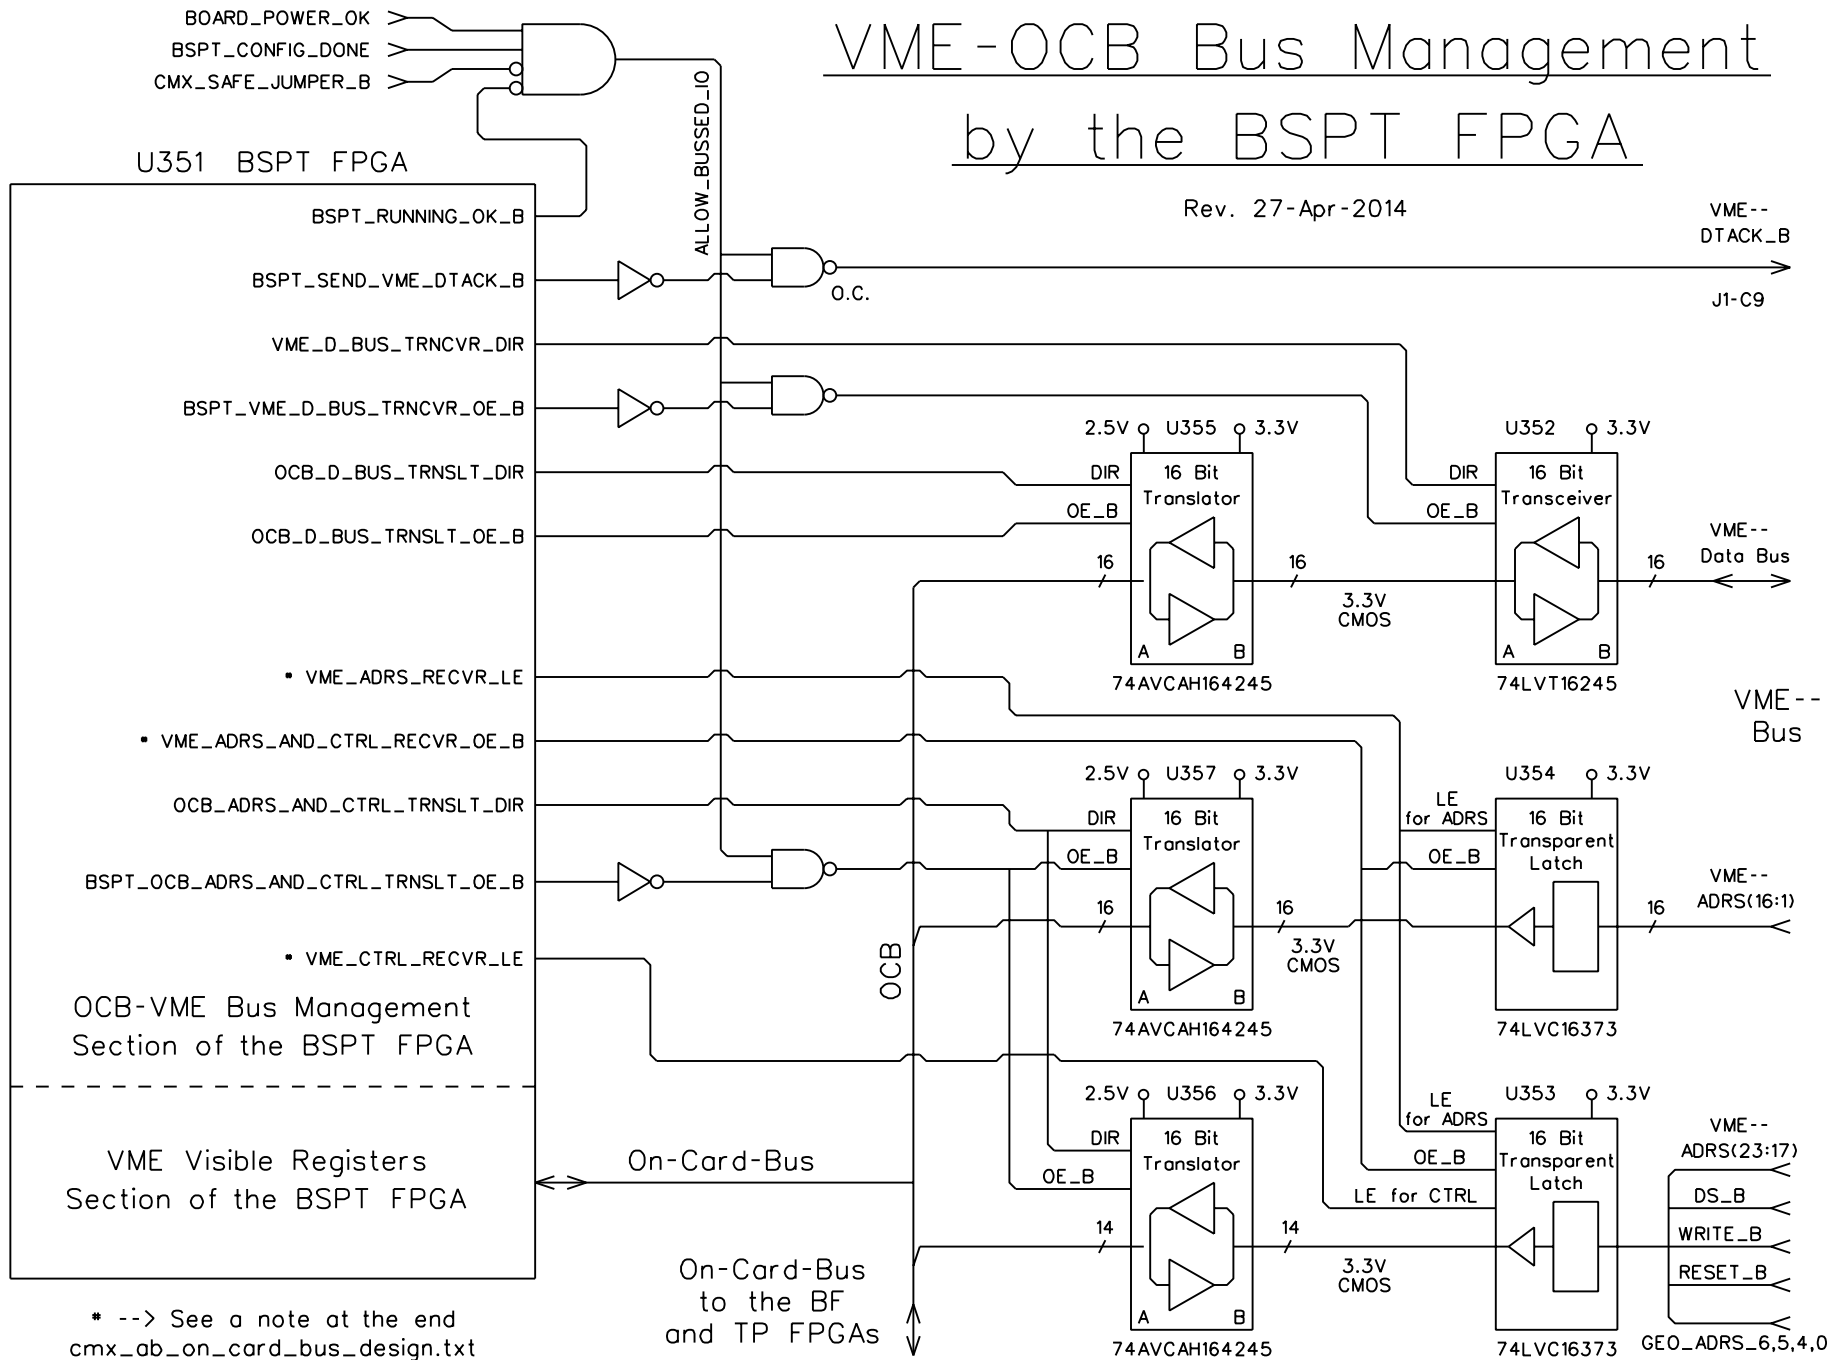 BOARD_POWER_OK
BSPT_CONFIG_DONE
CMX_SAFE_JUMPER_B
VME-OCB Bus Management
by the BSPT FPGA
Rev. 27-Apr-2014
U351 BSPT FPGA
ALLOW_BUSSED_IO
BSPT_RUNNING_OK_B
BSPT_SEND_VME_DTACK_B
O.C.
VME--
DTACK_B
J1-C9
VME_D_BUS_TRNCVR_DIR
BSPT_VME_D_BUS_TRNCVR_OE_B
OCB_D_BUS_TRNSLT_DIR
OCB_D_BUS_TRNSLT_OE_B
2.5V U355 3.3V
DIR
16 Bit
Translator
OE_B
16
A B
74AVCAH164245
16
3.3V
CMOS
U352 3.3V
DIR
16 Bit
Transceiver
OE_B
A B
74LVT16245
16
VME--
Data Bus
VME--
Bus
* VME_ADRS_RECVR_LE
* VME_ADRS_AND_CTRL_RECVR_OE_B
OCB_ADRS_AND_CTRL_TRNSLT_DIR
BSPT_OCB_ADRS_AND_CTRL_TRNSLT_OE_B
* VME_CTRL_RECVR_LE
2.5V U357 3.3V
DIR
16 Bit
Translator
OE_B
16
A B
74AVCAH164245
16
3.3V
CMOS
U354 3.3V
LE
for ADRS
16 Bit
Transparent
Latch
OE_B
74LVC16373
16
VME--
ADRS(16:1)
OCB
OCB-VME Bus Management
Section of the BSPT FPGA
VME Visible Registers
Section of the BSPT FPGA
On-Card-Bus
On-Card-Bus
to the BF
and TP FPGAs
2.5V U356 3.3V
DIR
16 Bit
Translator
OE_B
14
A B
74AVCAH164245
14
3.3V
CMOS
U353 3.3V
LE
for ADRS
16 Bit
Transparent
Latch
OE_B
LE for CTRL
74LVC16373
VME--
ADRS(23:17)
DS_B
WRITE_B
RESET_B
GEO_ADRS_6,5,4,0
* --> See a note at the end
cmx_ab_on_card_bus_design.txt